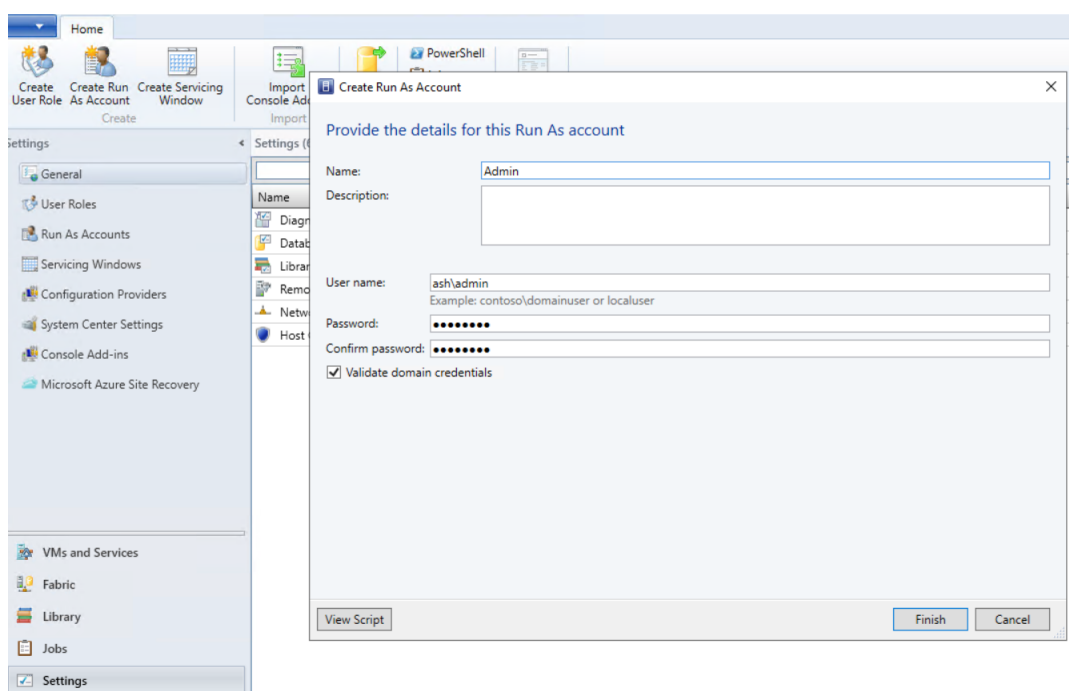 Home
PowerShell
Create User Role
Create Run As Account
Create Servicing Window
Import Console Add
Create
Import
Create Run As Account
Provide the details for this Run As account
Settings
Settings (
General
User Roles
Run As Accounts
Servicing Windows
Configuration Providers
System Center Settings
Console Add-ins
Microsoft Azure Site Recovery
Name
Diagr
Datab
Librar
Remo
Netw
Host
Name:
Admin
Description:
User name:
ash\admin
Example: contoso\domainuser or localuser
Password:
●●●●●●●●
Confirm password:
●●●●●●●●
Validate domain credentials
VMs and Services
Fabric
Library
Jobs
Settings
View Script
Finish
Cancel